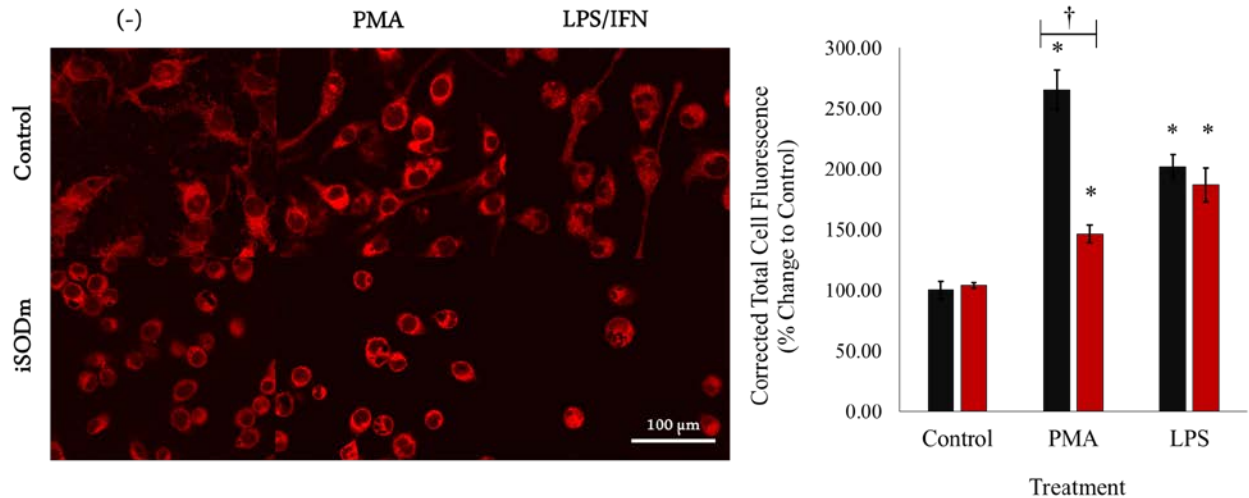 (-) PMA LPS/IFN
Control
iSODm
100 µm
Corrected Total Cell Fluorescence
(% Change to Control)
300.00
250.00
200.00
150.00
100.00
50.00
0.00
†
*
*
* *
Control PMA LPS
Treatment